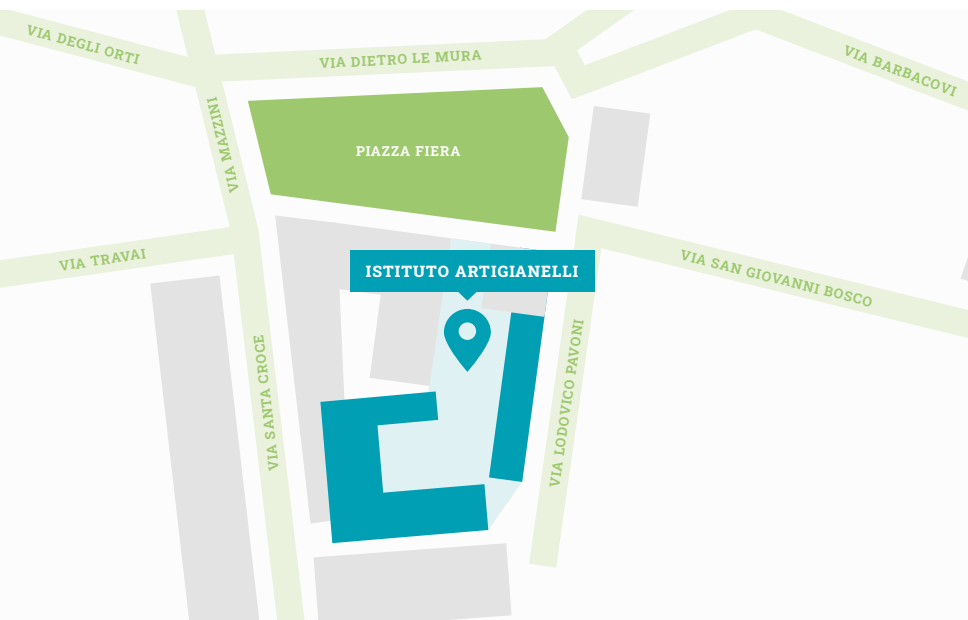 VIA DEGLI ORTI
VIA DIETRO LE MURA
VIA BARBACOVI
VIA MAZZINI
PIAZZA FIERA
VIA TRAVAI
ISTITUTO ARTIGIANELLI
VIA SAN GIOVANNI BOSCO
VIA SANTA CROCE
VIA LODOVICO PAVONI